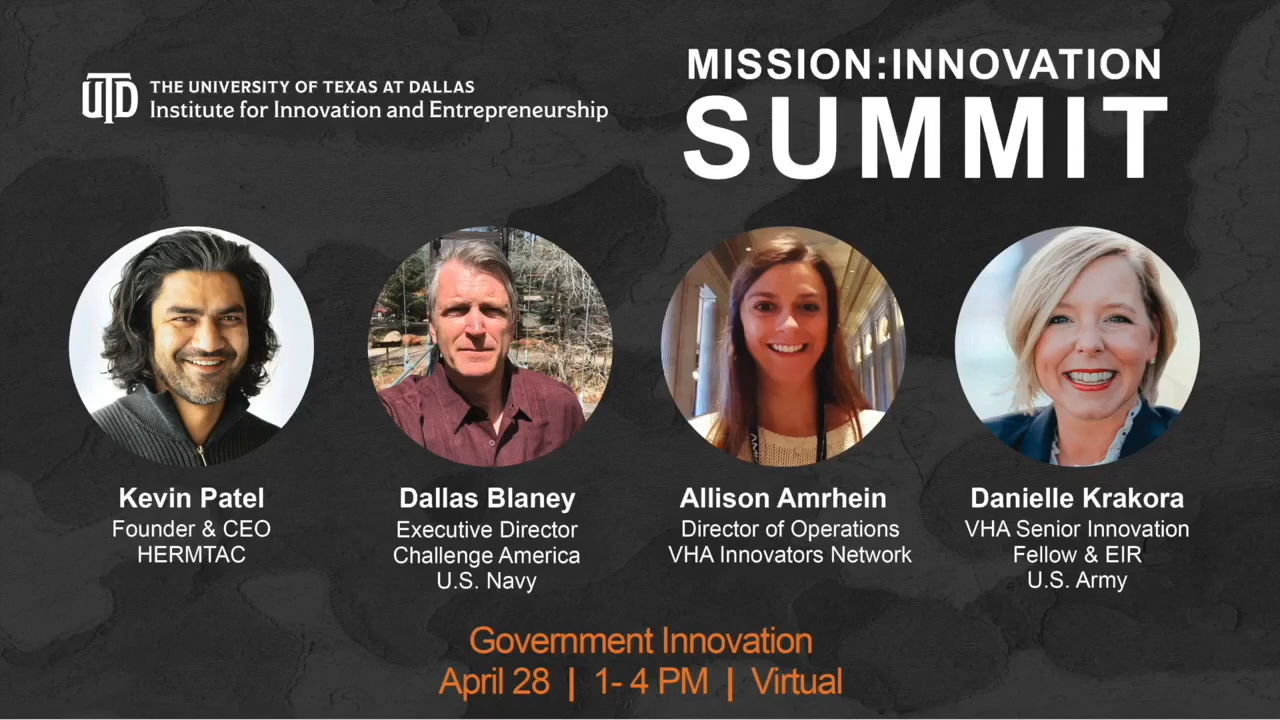 UTD
THE UNIVERSITY OF TEXAS AT DALLAS
Institute for Innovation and Entrepreneurship
MISSION:INNOVATION
SUMMIT
Kevin Patel
Founder & CEO
HERMTAC
Dallas Blaney
Executive Director
Challenge America
U.S. Navy
Allison Amrhein
Director of Operations
VHA Innovators Network
Danielle Krakora
VHA Senior Innovation
Fellow & EIR
U.S. Army
Government Innovation
April 28 | 1- 4 PM | Virtual